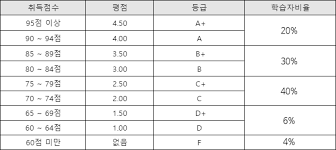 취득점수 평점 등급 학습자비율
95점 이상 4.50 A+ 20%
90 ~ 94점 4.00 A
85 ~ 89점 3.50 B+ 30%
80 ~ 84점 3.00 B
75 ~ 79점 2.50 C+ 40%
70 ~ 74점 2.00 C
65 ~ 69점 1.50 D+ 6%
60 ~ 64점 1.00 D
60점 미만 없음 F 4%